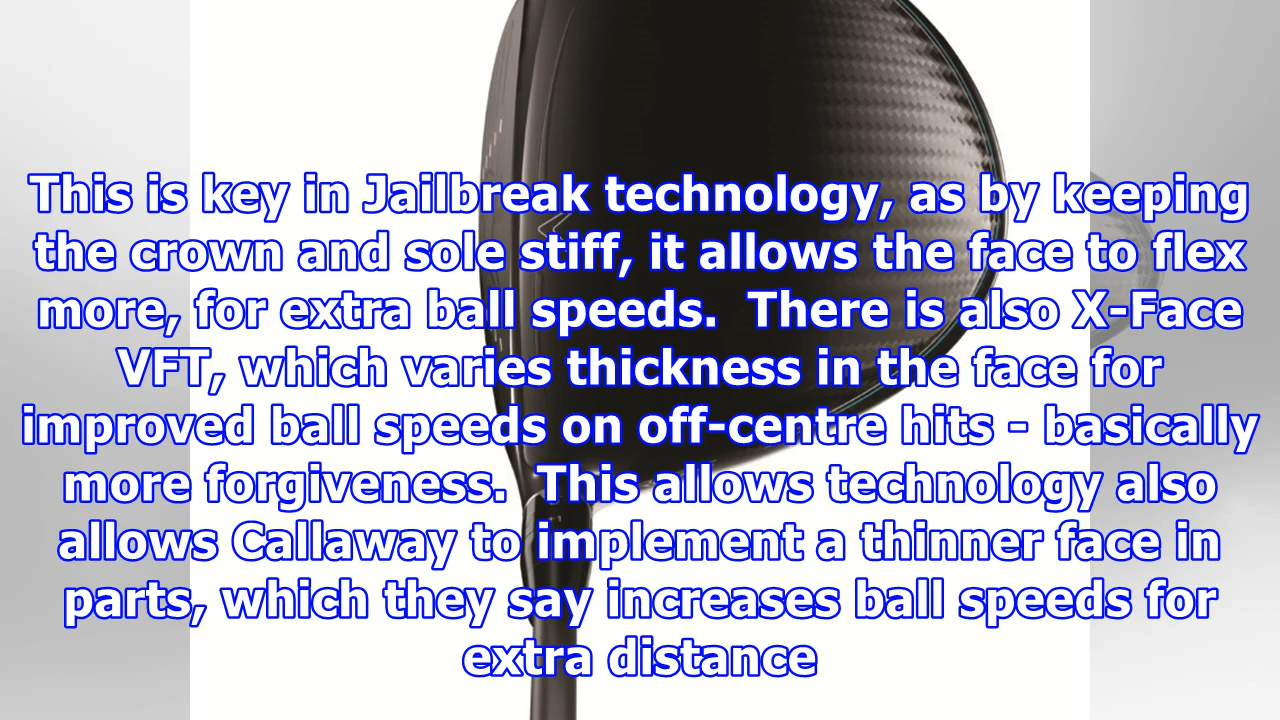 This is key in Jailbreak technology, as by keeping
the crown and sole stiff, it allows the face to flex
more, for extra ball speeds.  There is also X-Face
VFT, which varies thickness in the face for
improved ball speeds on off-centre hits - basically
more forgiveness.  This allows technology also
allows Callaway to implement a thinner face in
parts, which they say increases ball speeds for
extra distance